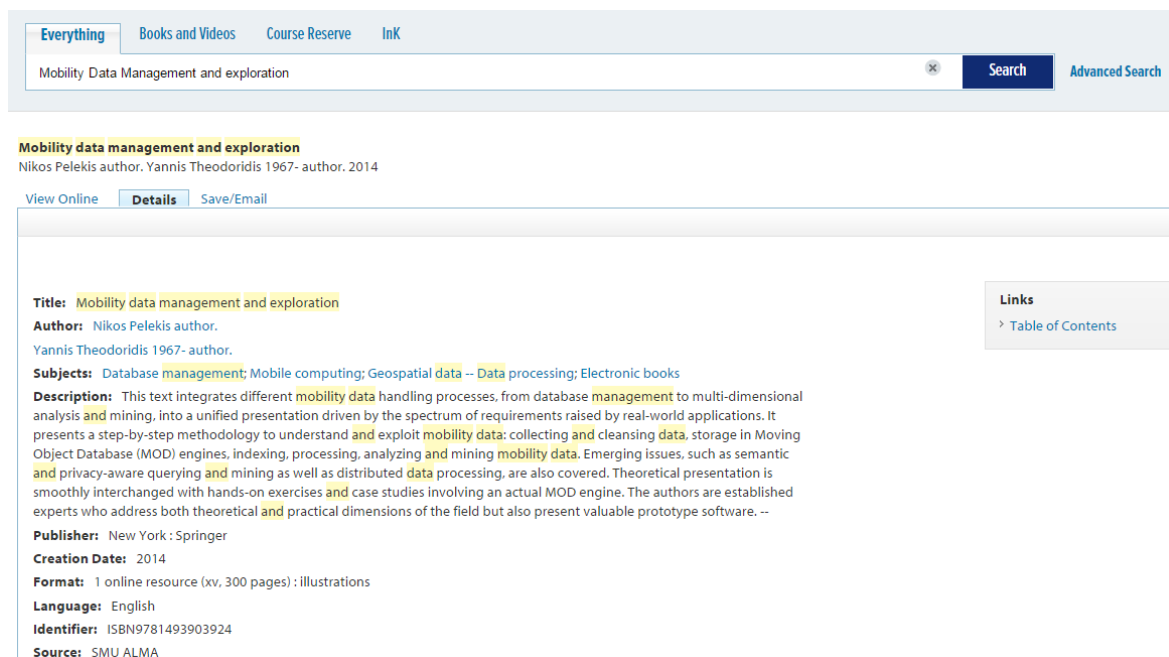 Everything Books and Videos Course Reserve InK
Mobility Data Management and exploration Search Advanced Search
Mobility data management and exploration
Nikos Pelekis author. Yannis Theodoridis 1967- author. 2014
View Online Details Save/Email
Title: Mobility data management and exploration
Links
Author: Nikos Pelekis author.
Table of Contents
Yannis Theodoridis 1967- author.
Subjects: Database management; Mobile computing; Geospatial data -- Data processing; Electronic books
Description: This text integrates different mobility data handling processes, from database management to multi-dimensional
analysis and mining, into a unified presentation driven by the spectrum of requirements raised by real-world applications. It
presents a step-by-step methodology to understand and exploit mobility data: collecting and cleansing data, storage in Moving
Object Database (MOD) engines, indexing, processing, analyzing and mining mobility data. Emerging issues, such as semantic
and privacy-aware querying and mining as well as distributed data processing, are also covered. Theoretical presentation is
smoothly interchanged with hands-on exercises and case studies involving an actual MOD engine. The authors are established
experts who address both theoretical and practical dimensions of the field but also present valuable prototype software. --
Publisher: New York : Springer
Creation Date: 2014
Format: 1 online resource (xv, 300 pages) : illustrations
Language: English
Identifier: ISBN9781493903924
Source: SMU ALMA